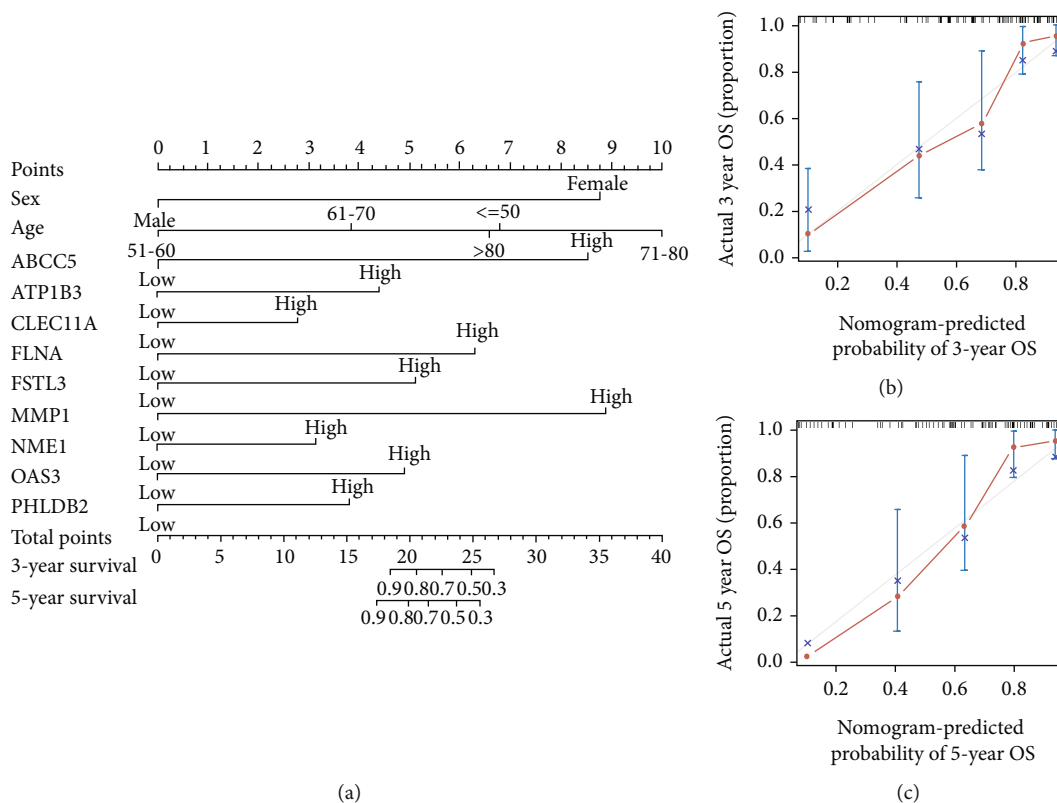 0 1 2 3 4 5 6 7 8 9 10
Points
Female
Sex
Male 61-70 <=50
Age
51-60 >80 High 71-80
ABCC5
Low High
ATP1B3
Low High
CLEC11A
Low High
FLNA
Low High
FSTL3
Low High
MMP1
Low High
NME1
Low High
OAS3
Low High
PHLDB2
Low
Total points
0 5 10 15 20 25 30 35 40
3-year survival
0.9 0.8 0.7 0.5 0.3
5-year survival
0.9 0.8 0.7 0.5 0.3
(a)
Actual 3 year OS (proportion)
1.0
0.8
0.6
0.4
0.2
0.0
0.2 0.4 0.6 0.8
Nomogram-predicted
probability of 3-year OS
(b)
Actual 5 year OS (proportion)
1.0
0.8
0.6
0.4
0.2
0.0
0.2 0.4 0.6 0.8
Nomogram-predicted
probability of 5-year OS
(c)